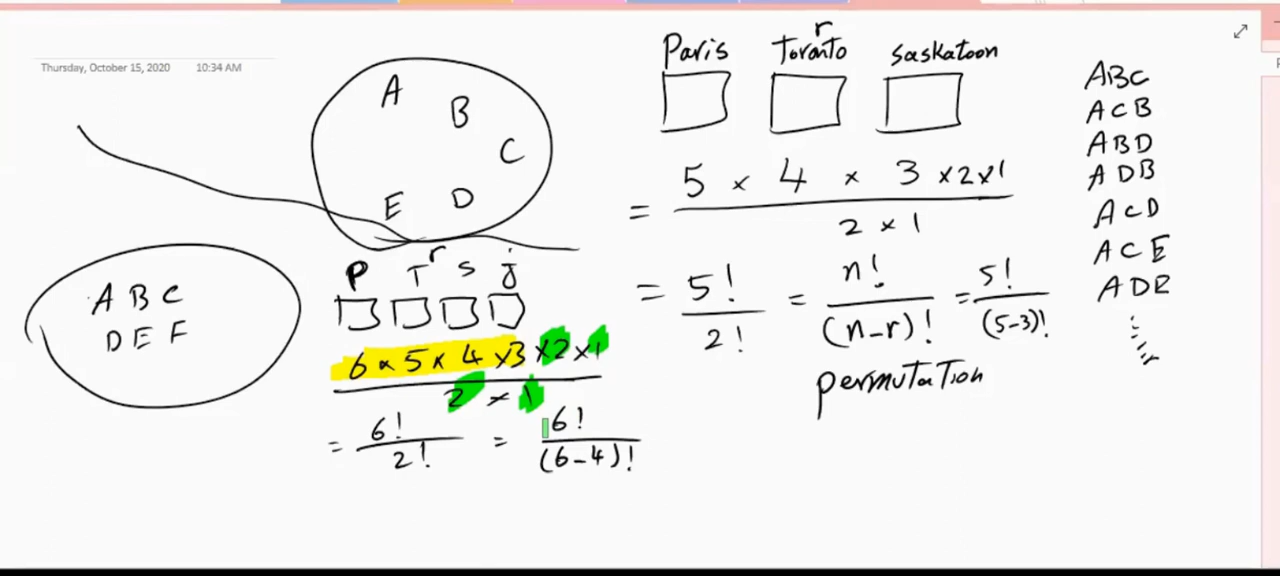 Thursday, October 15, 2020 10:34 AM
A
B
C
E D
A B C
D E F
P T r s j
6 × 5 × 4 × 3 × 2 × 1
2 × 1
= 6! / 2! = 6! / (6-4)!
r
Paris Toronto Saskatoon
5 × 4 × 3 × 2 × 1
=
2 × 1
= 5! / 2! = n! / (n-r)! = 5! / (5-3)!
permutation
ABC
ACB
ABD
ADB
ACD
ACE
ADE